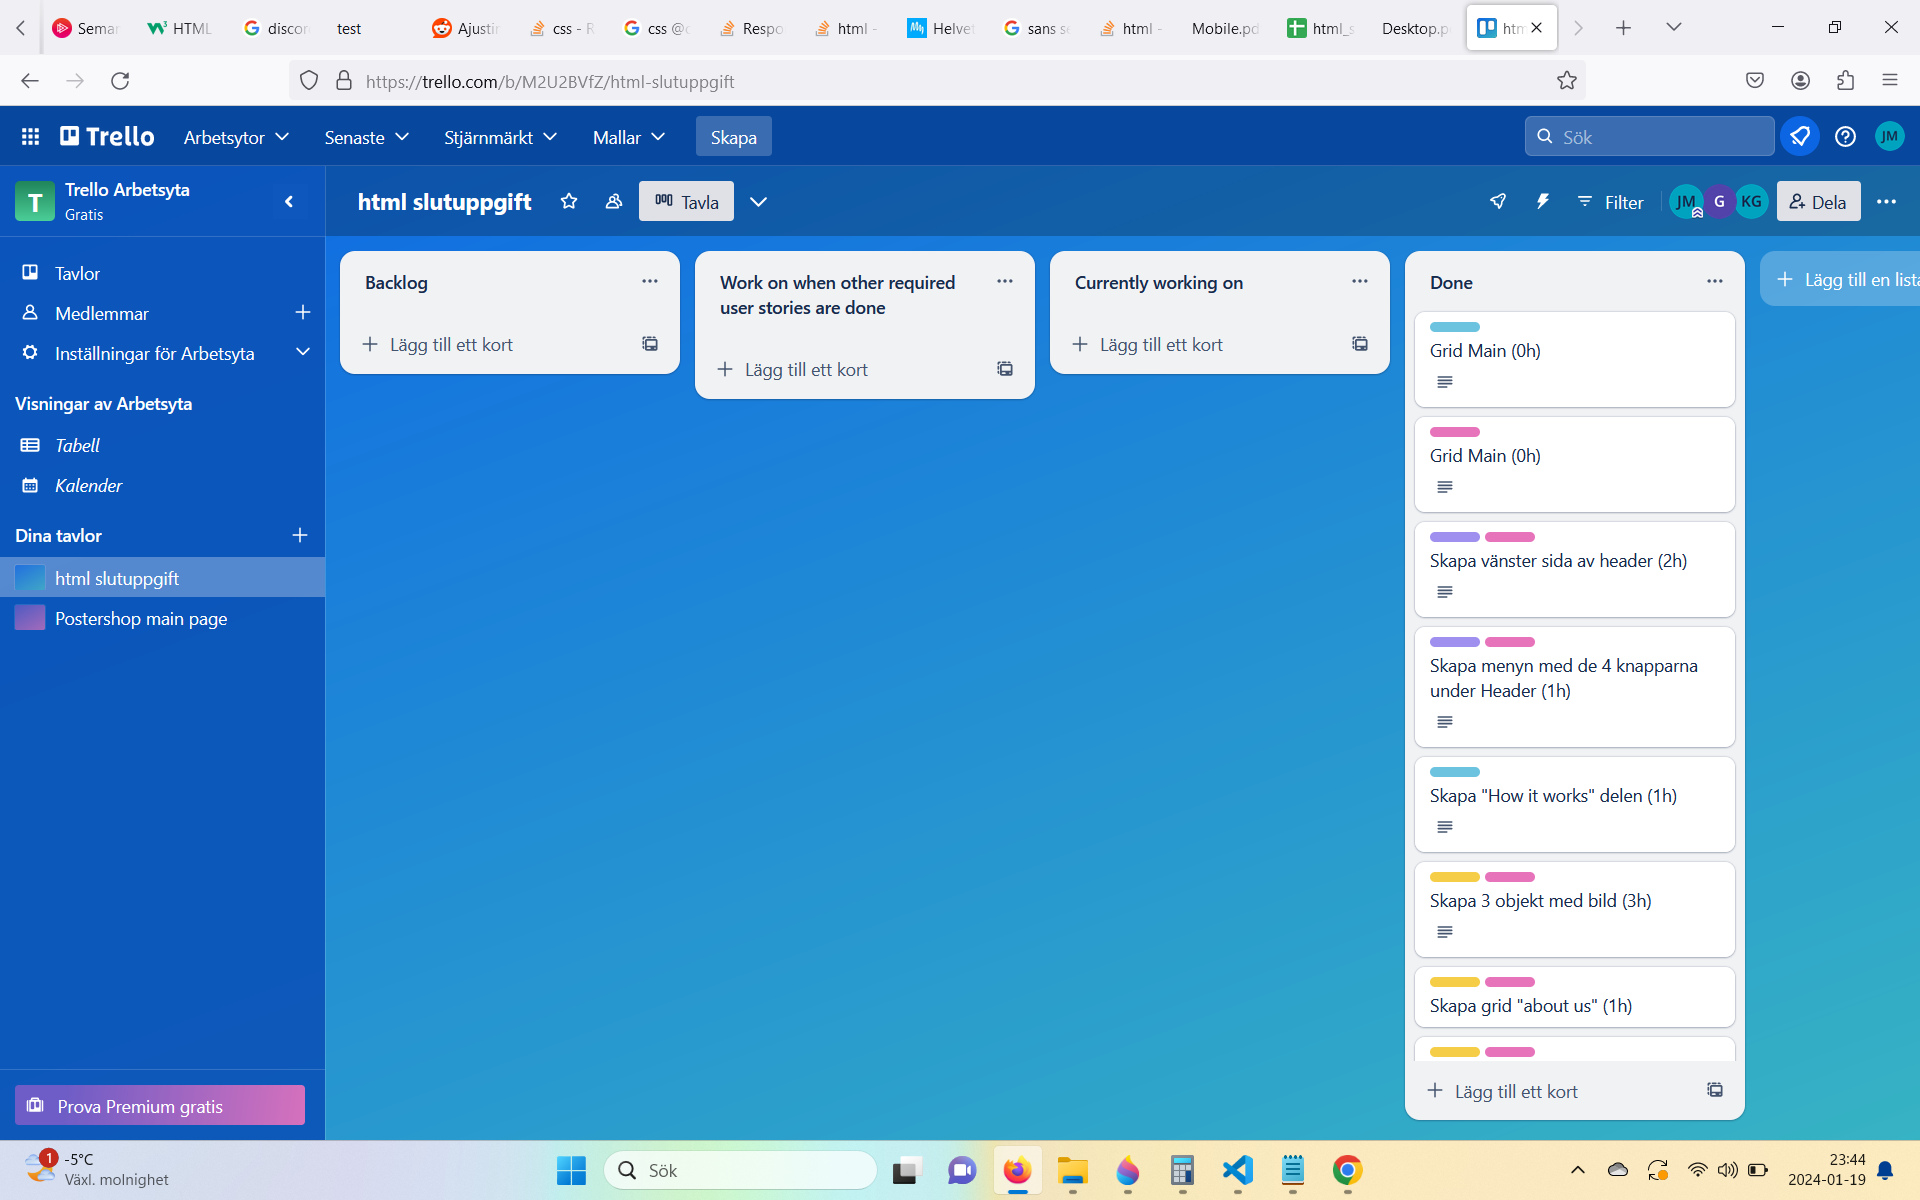 Semar
HTML
discor
test
Ajustin
css - R
css @c
Respo
html -
Helvet
sans se
html -
Mobile.pd
html_s
Desktop.p
htm
https://trello.com/b/M2U2BVfZ/html-slutuppgift
Trello
Arbetsytor
Senaste
Stjärnmärkt
Mallar
Skapa
Sök
JM
T
Trello Arbetsyta
Gratis
html slutuppgift
Tavla
Filter
JM
G
KG
Dela
Tavlor
Medlemmar
Inställningar för Arbetsyta
Visningar av Arbetsyta
Tabell
Kalender
Dina tavlor
html slutuppgift
Postershop main page
Prova Premium gratis
Backlog
Lägg till ett kort
Work on when other required
user stories are done
Lägg till ett kort
Currently working on
Lägg till ett kort
Done
Grid Main (0h)
Grid Main (0h)
Skapa vänster sida av header (2h)
Skapa menyn med de 4 knapparna
under Header (1h)
Skapa "How it works" delen (1h)
Skapa 3 objekt med bild (3h)
Skapa grid "about us" (1h)
Lägg till ett kort
Lägg till en lista
1
-5°C
Växl. molnighet
Sök
23:44
2024-01-19